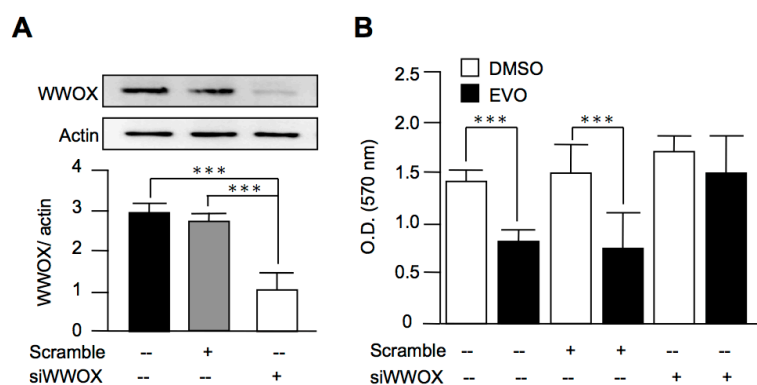 A
WWOX
Actin
***
***
WWOX/ actin
4
3
2
1
0
Scramble -- + --
siWWOX -- -- +
B
DMSO
EVO
***
***
O.D. (570 nm)
2.5
2.0
1.5
1.0
0.5
0
Scramble -- -- + + -- --
siWWOX -- -- -- -- + +